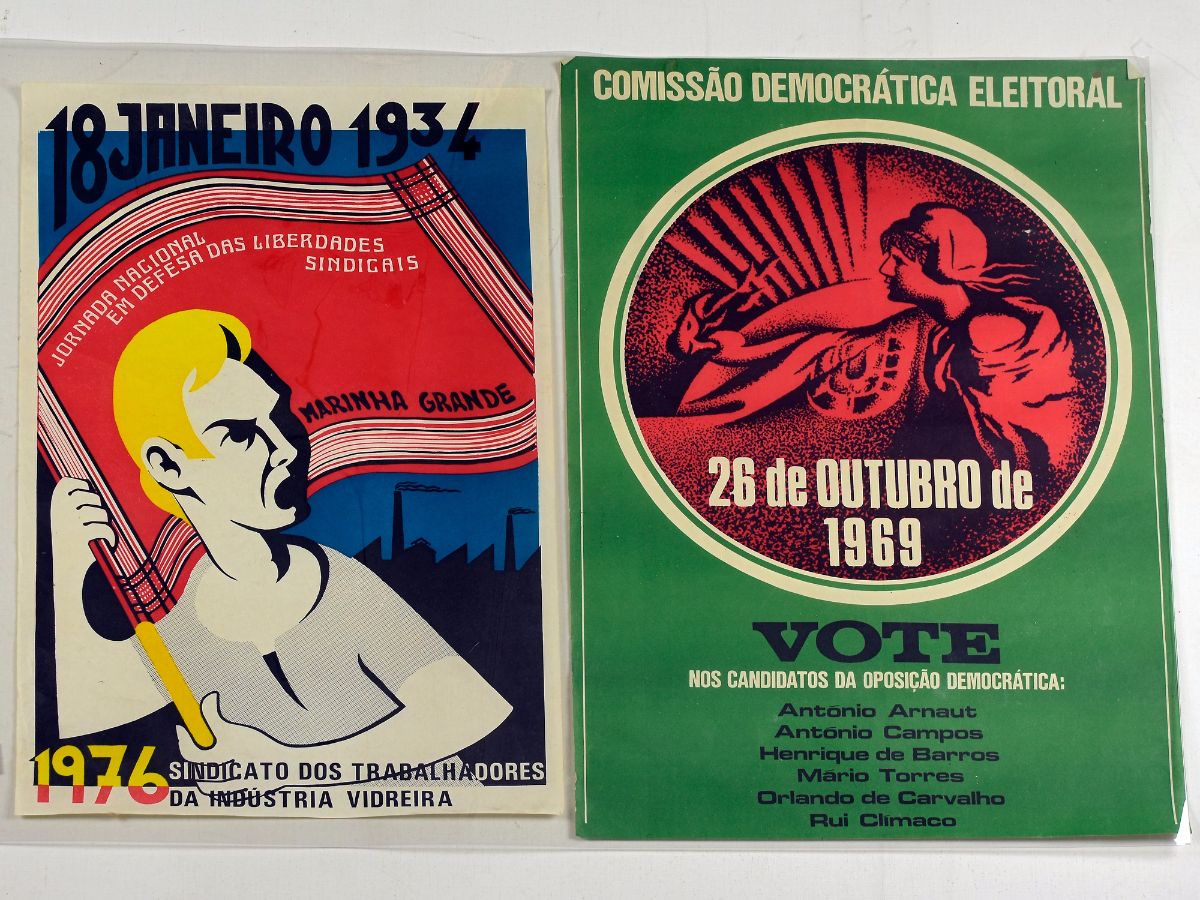 18 JANEIRO 1934
JORNADA NACIONAL
EM DEFESA DAS LIBERDADES
SINDICAIS
MARINHA GRANDE
1976
SINDICATO DOS TRABALHADORES
DA INDÚSTRIA VIDREIRA
COMISSÃO DEMOCRÁTICA ELEITORAL
26 de OUTUBRO de
1969
VOTE
NOS CANDIDATOS DA OPOSIÇÃO DEMOCRÁTICA:
António Arnaut
António Campos
Henrique de Barros
Mário Torres
Orlando de Carvalho
Rui Clímaco